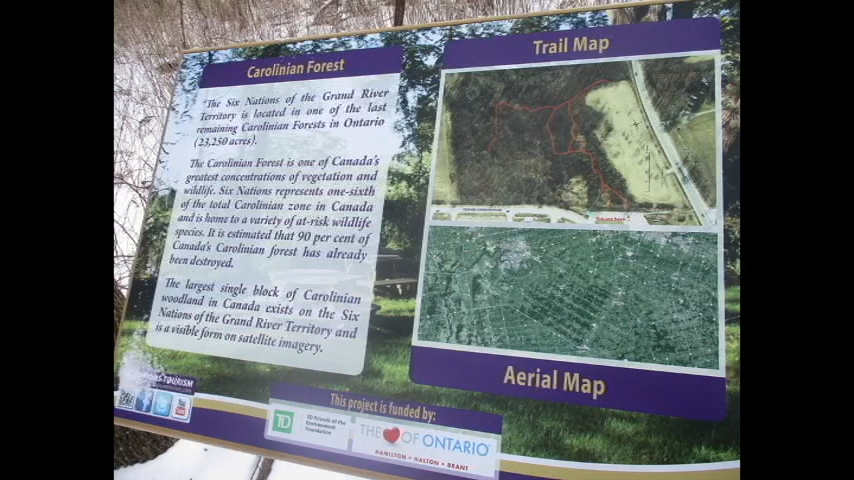 Carolinian Forest
The Six Nations of the Grand River
Territory is located in one of the last
remaining Carolinian Forests in Ontario
(23,250 acres).
The Carolinian Forest is one of Canada's
greatest concentrations of vegetation and
wildlife. Six Nations represents one-sixth
of the total Carolinian zone in Canada
and is home to a variety of at-risk wildlife
species. It is estimated that 90 per cent of
Canada's Carolinian forest has already
been destroyed.
The largest single block of Carolinian
woodland in Canada exists on the Six
Nations of the Grand River Territory and
is a visible form on satellite imagery.
Trail Map
Aerial Map
TOURISM
You
Tube
This project is funded by:
TD
TD Friends of the
Environment
Foundation
THE OF ONTARIO
HAMILTON • HALTON • BRANT